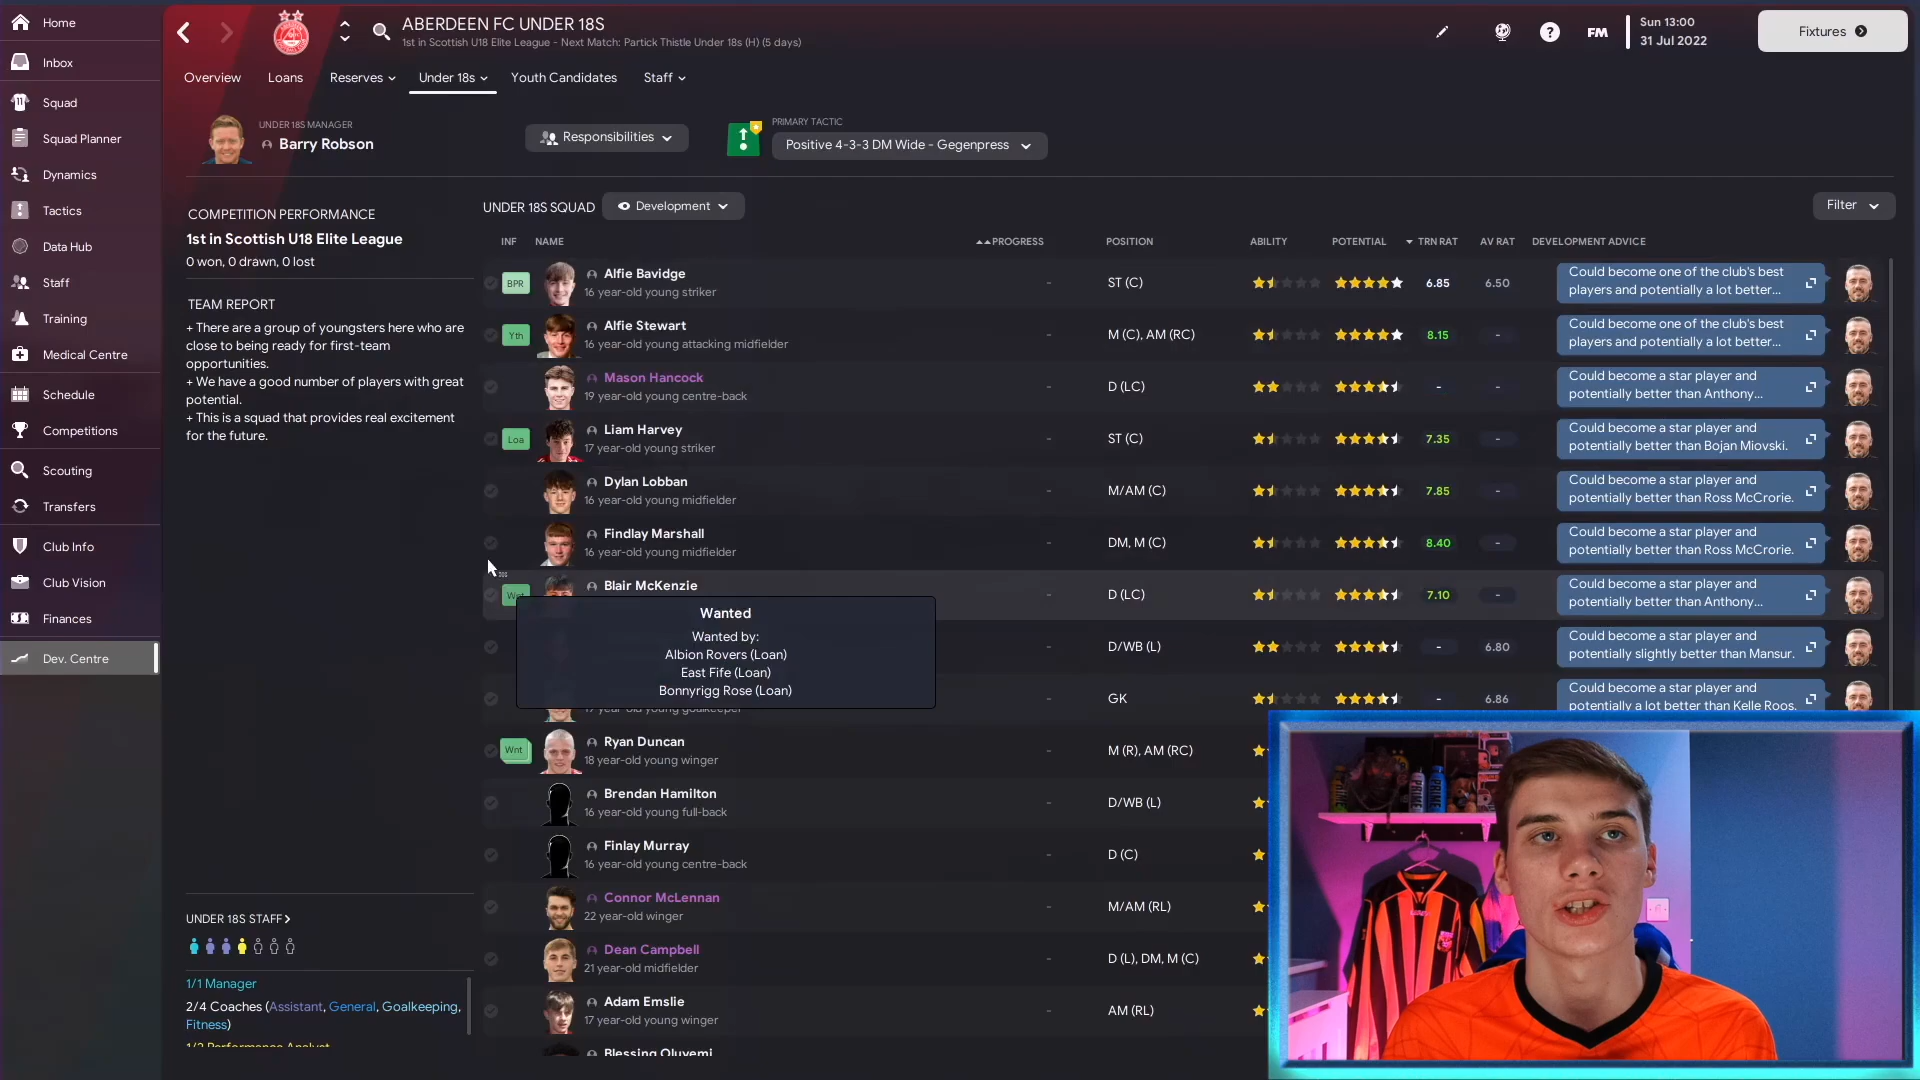 Home
Inbox
Squad
Squad Planner
Dynamics
Tactics
Data Hub
Staff
Training
Medical Centre
Schedule
Competitions
Scouting
Transfers
Club Info
Club Vision
Finances
Dev. Centre
ABERDEEN FC UNDER 18S
1st in Scottish U18 Elite League - Next Match: Partick Thistle Under 18s (H) (5 days)
FM
Sun 13:00
31 Jul 2022
Fixtures
Overview Loans Reserves Under 18s Youth Candidates Staff
UNDER 18S MANAGER
Barry Robson
Responsibilities
PRIMARY TACTIC
Positive 4-3-3 DM Wide - Gegenpress
COMPETITION PERFORMANCE
1st in Scottish U18 Elite League
0 won, 0 drawn, 0 lost
TEAM REPORT
+ There are a group of youngsters here who are
close to being ready for first-team
opportunities.
+ We have a good number of players with great
potential.
+ This is a squad that provides real excitement
for the future.
UNDER 18S STAFF
1/1 Manager
2/4 Coaches (Assistant, General, Goalkeeping,
Fitness)
1/2 Performance Analyst
UNDER 18S SQUAD Development Filter
INF NAME PROGRESS POSITION ABILITY POTENTIAL TRN RAT AV RAT DEVELOPMENT ADVICE
BPR Alfie Bavidge - ST (C) 6.85 6.50
16 year-old young striker
Could become one of the club's best
players and potentially a lot better...
Yth Alfie Stewart - M (C), AM (RC) 8.15 -
16 year-old young attacking midfielder
Could become one of the club's best
players and potentially a lot better...
Mason Hancock - D (LC) - -
19 year-old young centre-back
Could become a star player and
potentially better than Anthony...
Loa Liam Harvey - ST (C) 7.35 -
17 year-old young striker
Could become a star player and
potentially better than Bojan Miovski.
Dylan Lobban - M/AM (C) 7.85 -
16 year-old young midfielder
Could become a star player and
potentially better than Ross McCrorie.
Findlay Marshall - DM, M (C) 8.40 -
16 year-old young midfielder
Could become a star player and
potentially better than Ross McCrorie.
Blair McKenzie - D (LC) 7.10 -
Could become a star player and
potentially better than Anthony...
Wanted
Wanted by:
Albion Rovers (Loan)
East Fife (Loan)
Bonnyrigg Rose (Loan)
- D/WB (L) - 6.80
Could become a star player and
potentially slightly better than Mansur.
- GK - 6.86
17 year-old young goalkeeper
Could become a star player and
potentially a lot better than Kelle Roos.
Wnt Ryan Duncan - M (R), AM (RC)
18 year-old young winger
Brendan Hamilton - D/WB (L)
16 year-old young full-back
Finlay Murray - D (C)
16 year-old young centre-back
Connor McLennan - M/AM (RL)
22 year-old winger
Dean Campbell - D (L), DM, M (C)
21 year-old midfielder
Adam Emslie - AM (RL)
17 year-old young winger
Blessing Oluyemi
PRIME